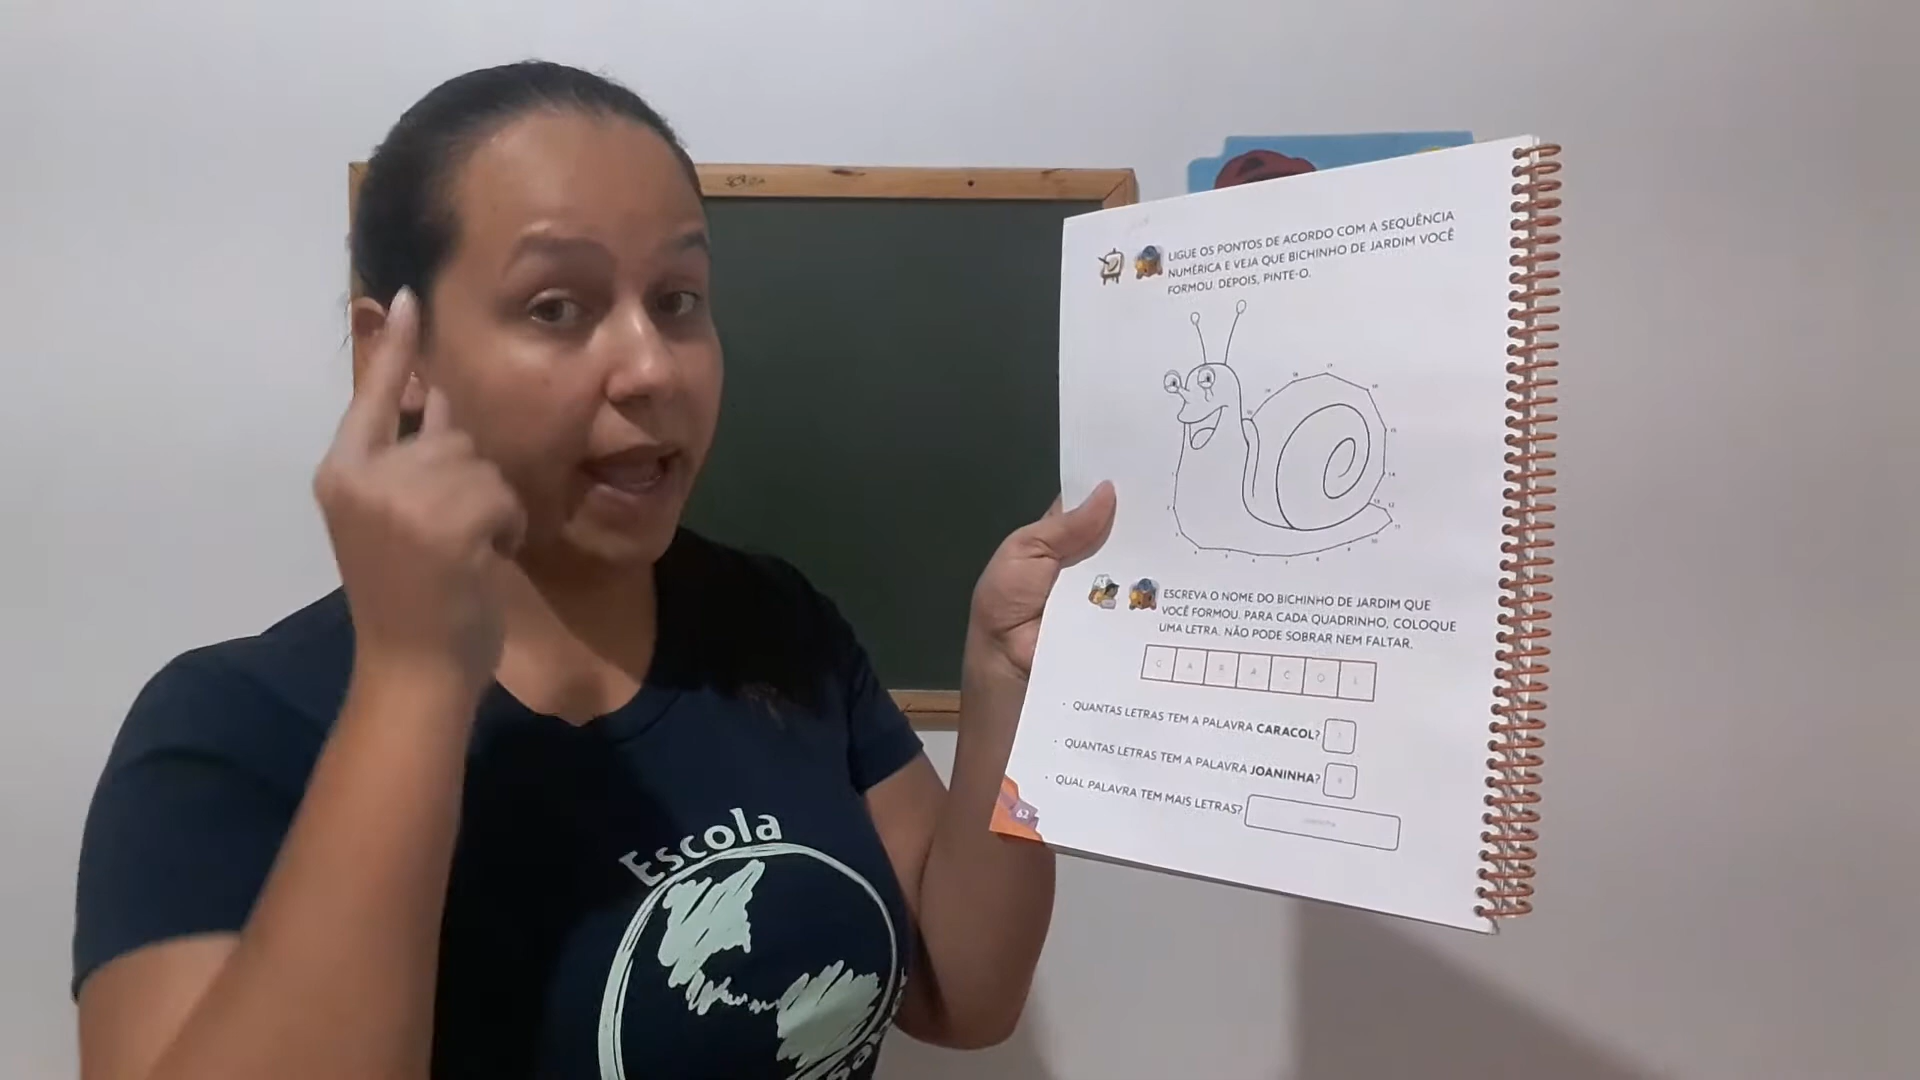 LIGUE OS PONTOS DE ACORDO COM A SEQUÊNCIA
NUMÉRICA E VEJA QUE BICHINHO DE JARDIM VOCÊ
FORMOU. DEPOIS, PINTE-O.
ESCREVA O NOME DO BICHINHO DE JARDIM QUE
VOCÊ FORMOU. PARA CADA QUADRINHO, COLOQUE
UMA LETRA. NÃO PODE SOBRAR NEM FALTAR.
C A R A C O L
• QUANTAS LETRAS TEM A PALAVRA CARACOL?
• QUANTAS LETRAS TEM A PALAVRA JOANINHA?
• QUAL PALAVRA TEM MAIS LETRAS?
62
Escola